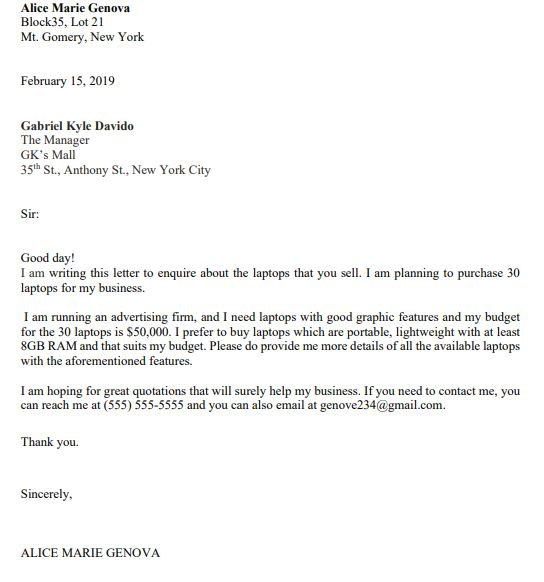 Alice Marie Genova
Block35, Lot 21
Mt. Gomery, New York
February 15, 2019
Gabriel Kyle Davido
The Manager
GK's Mall
35th St., Anthony St., New York City
Sir:
Good day!
I am writing this letter to enquire about the laptops that you sell. I am planning to purchase 30
laptops for my business.
I am running an advertising firm, and I need laptops with good graphic features and my budget
for the 30 laptops is $50,000. I prefer to buy laptops which are portable, lightweight with at least
8GB RAM and that suits my budget. Please do provide me more details of all the available laptops
with the aforementioned features.
I am hoping for great quotations that will surely help my business. If you need to contact me, you
can reach me at (555) 555-5555 and you can also email at genove234@gmail.com.
Thank you.
Sincerely,
ALICE MARIE GENOVA